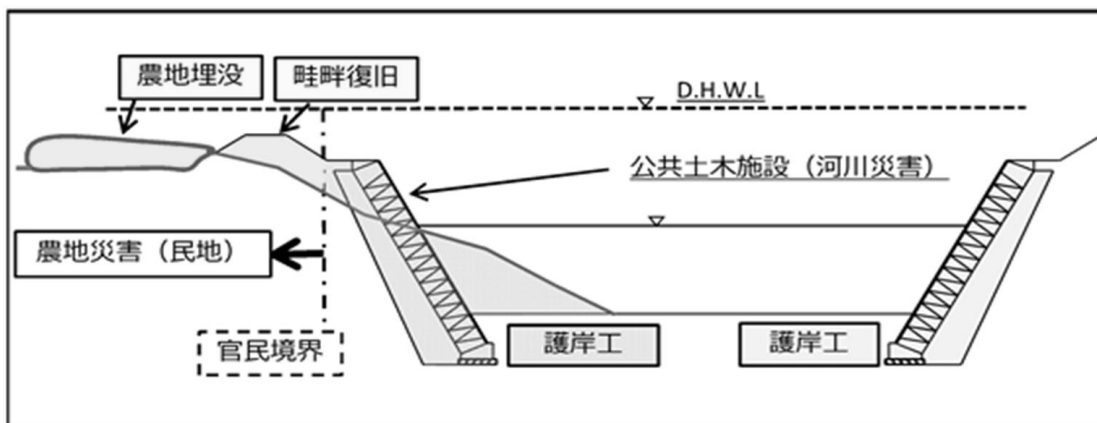 農地埋没
畦畔復旧
D.H.W.L
公共土木施設（河川災害）
農地災害（民地）
官民境界
護岸工
護岸工